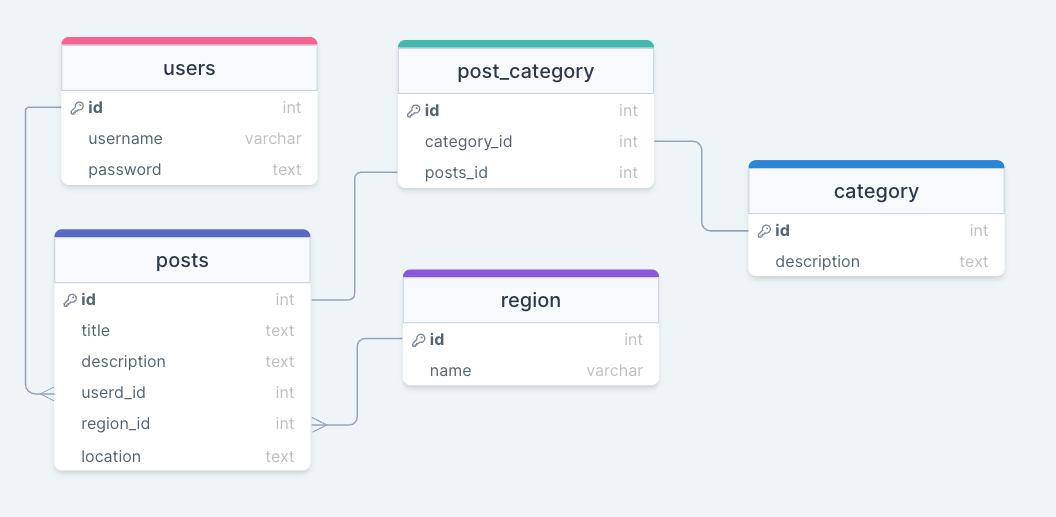 users
id int
username varchar
password text
post_category
id int
category_id int
posts_id int
category
id int
description text
posts
id int
title text
description text
userd_id int
region_id int
location text
region
id int
name varchar